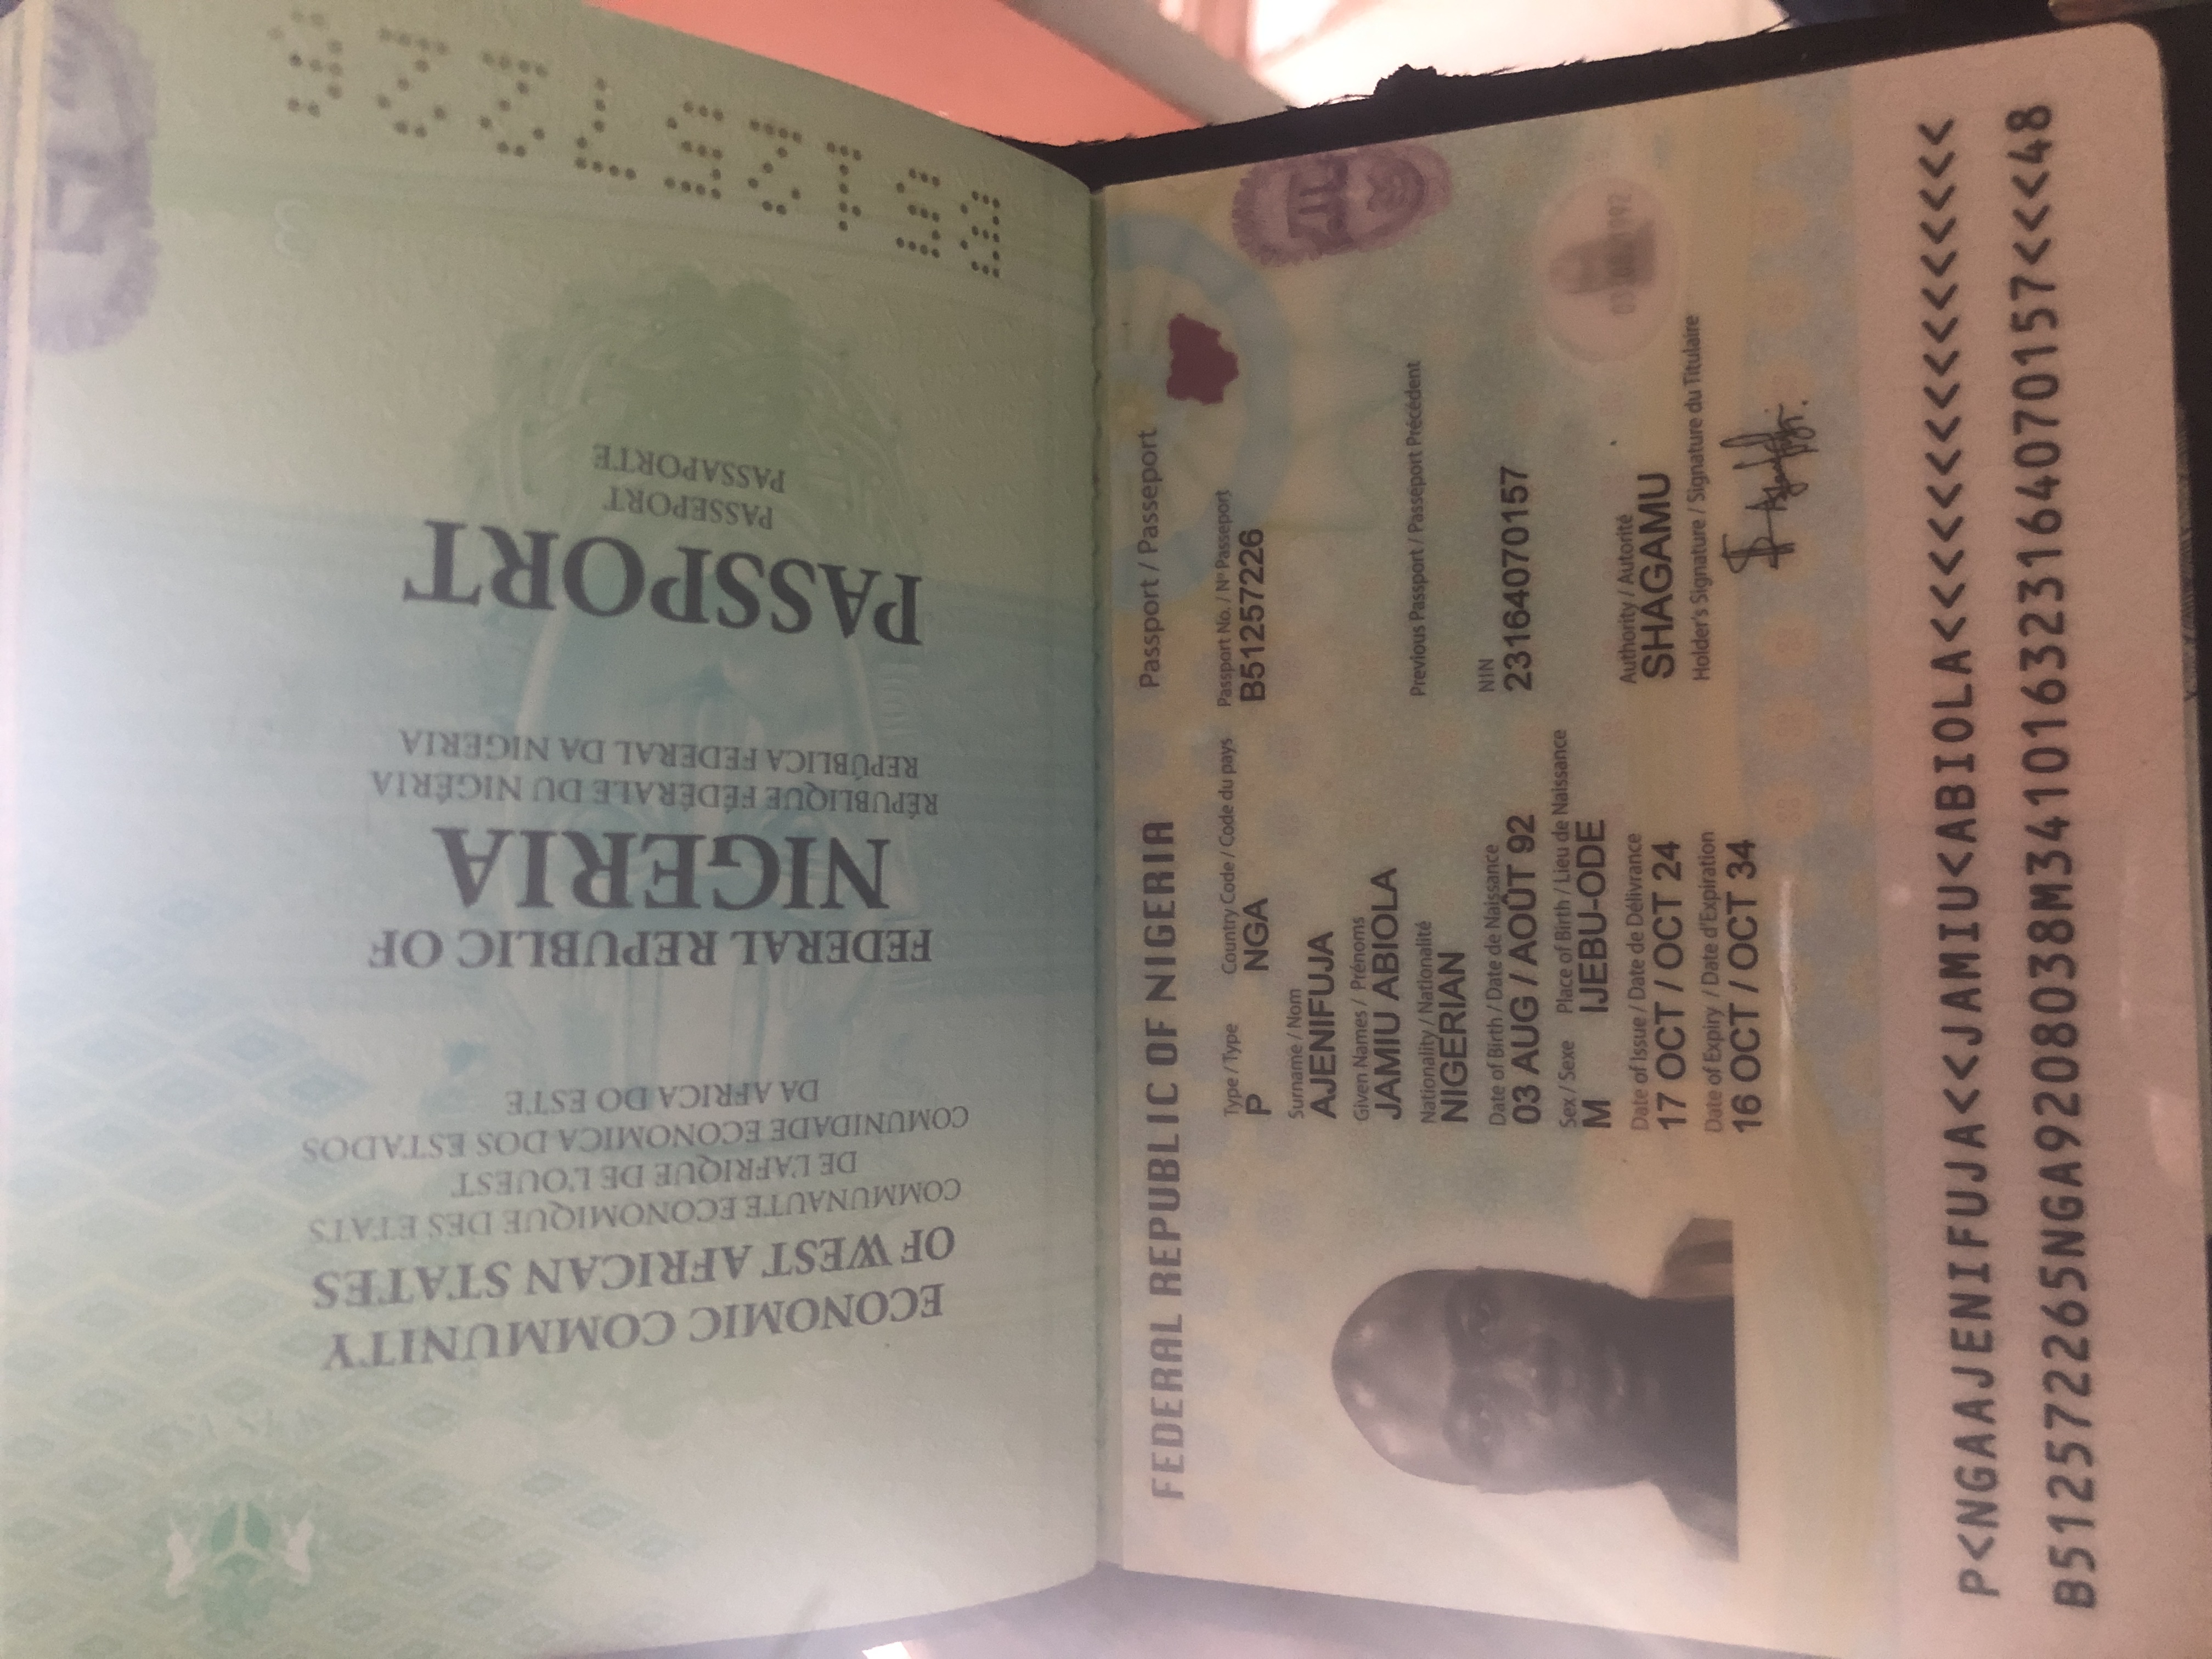 ECONOMIC COMMUNITY
OF WEST AFRICAN STATES
COMMUNAUTE ECONOMIQUE DES ETATS
DE L'AFRIQUE DE L'OUEST
COMUNIDADE ECONOMICA DOS ESTADOS
DA AFRICA DO ESTE
FEDERAL REPUBLIC OF
NIGERIA
RÉPUBLIQUE FÉDÉRALE DU NIGÉRIA
REPÚBLICA FEDERAL DA NIGERIA
PASSPORT
PASSEPORT
PASSAPORTE
3
B51257226
FEDERAL REPUBLIC OF NIGERIA
Passport / Passeport
Type / Type Country Code / Code du pays Passport No. / Nº Passeport
P NGA B51257226
Surname / Nom
AJENIFUJA
Given Names / Prénoms
JAMIU ABIOLA
Nationality / Nationalité Previous Passport / Passeport Précédent
NIGERIAN
Date of Birth / Date de Naissance NIN
03 AUG / AOÛT 92 23164070157
Sex / Sexe Place of Birth / Lieu de Naissance
M IJEBU-ODE
03.08.1992
Date of Issue / Date de Délivrance Authority / Autorité
17 OCT / OCT 24 SHAGAMU
Date of Expiry / Date d'Expiration Holder's Signature / Signature du Titulaire
16 OCT / OCT 34
P<NGAAJENIFUJA<<JAMIU<ABIOLA<<<<<<<<<<<<<<<<
B512572265NGA9208038M34101632316407015​7<<<48